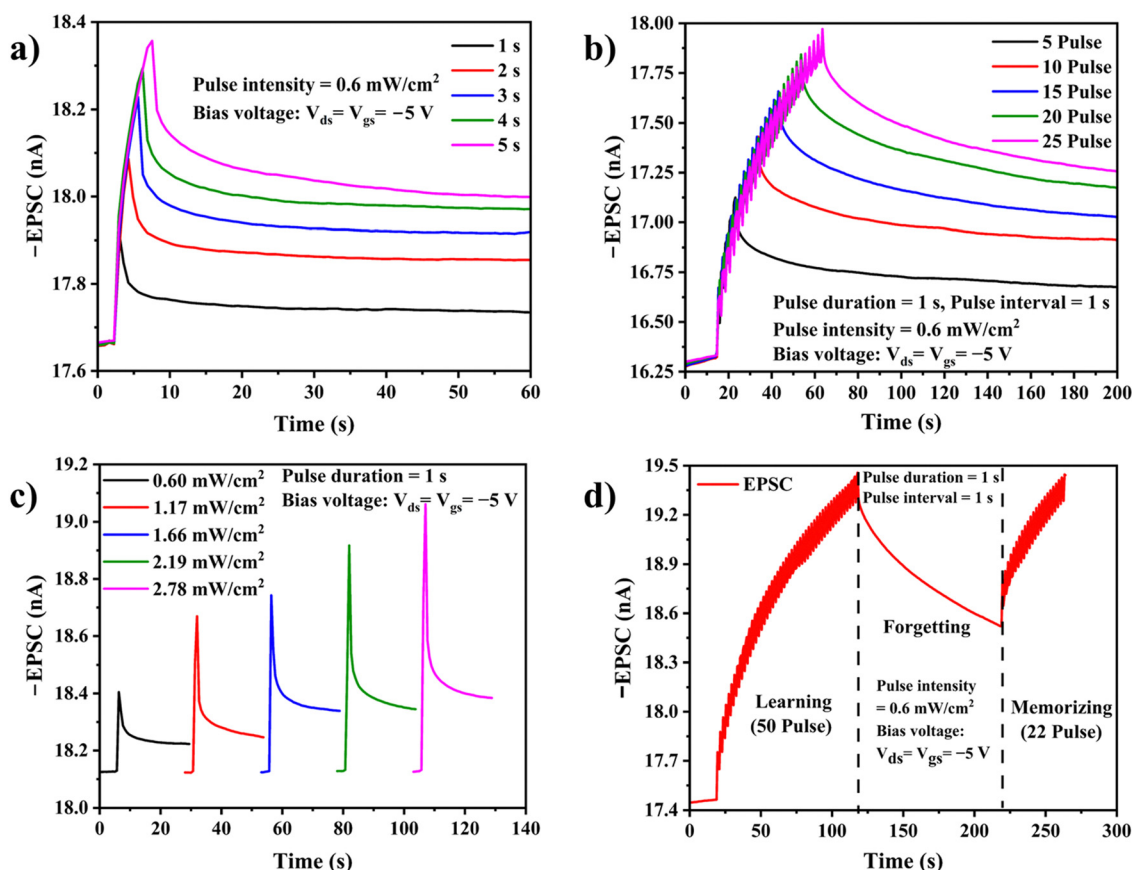 a)
1 s
2 s
3 s
4 s
5 s
Pulse intensity = 0.6 mW/cm²
Bias voltage: V_ds = V_gs = −5 V
−EPSC (nA)
18.4
18.2
18.0
17.8
17.6
0 10 20 30 40 50 60
Time (s)
b)
5 Pulse
10 Pulse
15 Pulse
20 Pulse
25 Pulse
Pulse duration = 1 s, Pulse interval = 1 s
Pulse intensity = 0.6 mW/cm²
Bias voltage: V_ds = V_gs = −5 V
−EPSC (nA)
18.00
17.75
17.50
17.25
17.00
16.75
16.50
16.25
0 20 40 60 80 100 120 140 160 180 200
Time (s)
c)
0.60 mW/cm²
1.17 mW/cm²
1.66 mW/cm²
2.19 mW/cm²
2.78 mW/cm²
Pulse duration = 1 s
Bias voltage: V_ds = V_gs = −5 V
−EPSC (nA)
19.2
19.0
18.8
18.6
18.4
18.2
18.0
0 20 40 60 80 100 120 140
Time (s)
d)
EPSC
Pulse duration = 1 s
Pulse interval = 1 s
Forgetting
Learning
(50 Pulse)
Pulse intensity
= 0.6 mW/cm²
Bias voltage:
V_ds = V_gs = −5 V
Memorizing
(22 Pulse)
−EPSC (nA)
19.5
19.2
18.9
18.6
18.3
18.0
17.7
17.4
0 50 100 150 200 250 300
Time (s)